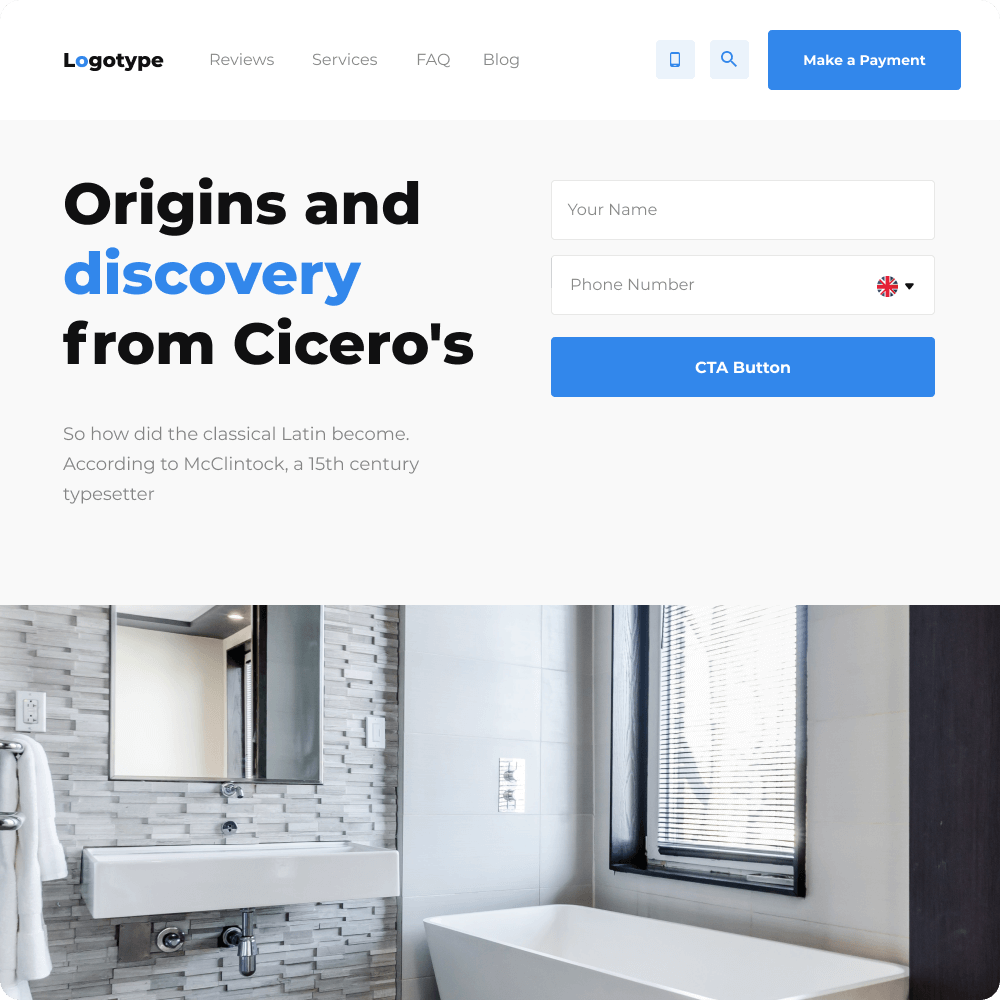 Logotype Reviews Services FAQ Blog Make a Payment
Origins and
discovery
from Cicero's
So how did the classical Latin become.
According to McClintock, a 15th century
typesetter
Your Name
Phone Number
CTA Button